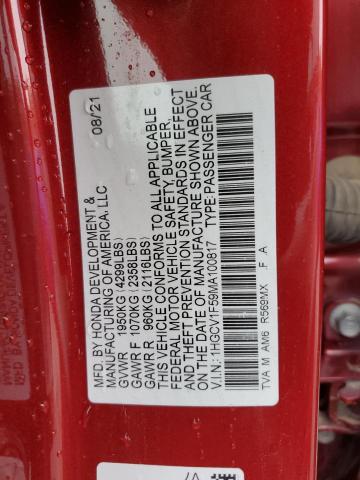 MFD. BY HONDA DEVELOPMENT & 08/21
MANUFACTURING OF AMERICA, LLC
GVWR 1950KG (4299LBS)
GAWR F 1070KG (2358LBS)
GAWR R 960KG (2116LBS)
THIS VEHICLE CONFORMS TO ALL APPLICABLE
FEDERAL MOTOR VEHICLE SAFETY, BUMPER,
AND THEFT PREVENTION STANDARDS IN EFFECT
ON THE DATE OF MANUFACTURE SHOWN ABOVE.
V.I.N.: 1HGCV1F59MA100817 TYPE:PASSENGER CAR
TVA M AM6 R569MX F A